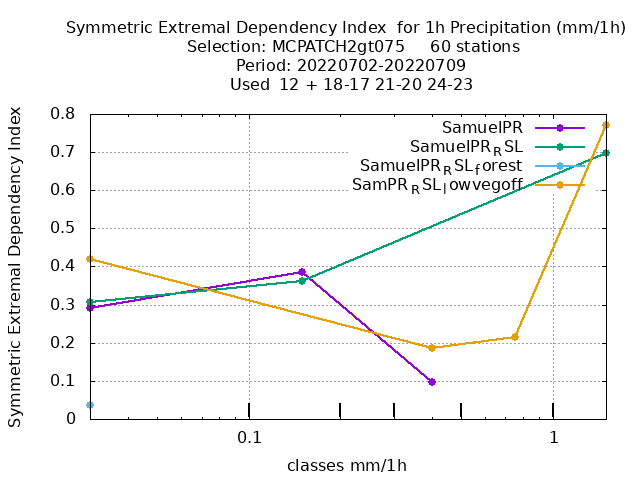 Symmetric Extremal Dependency Index  for 1h Precipitation (mm/1h)
Selection: MCPATCH2gt075     60 stations
Period: 20220702-20220709
Used  12 + 18-17 21-20 24-23
Symmetric Extremal Dependency Index
0.8
0.7
0.6
0.5
0.4
0.3
0.2
0.1
0
SamuelPR
SamuelPR_RSL
SamuelPR_RSL_forest
SamPR_RSL_lowvegoff
0.1
1
classes mm/1h